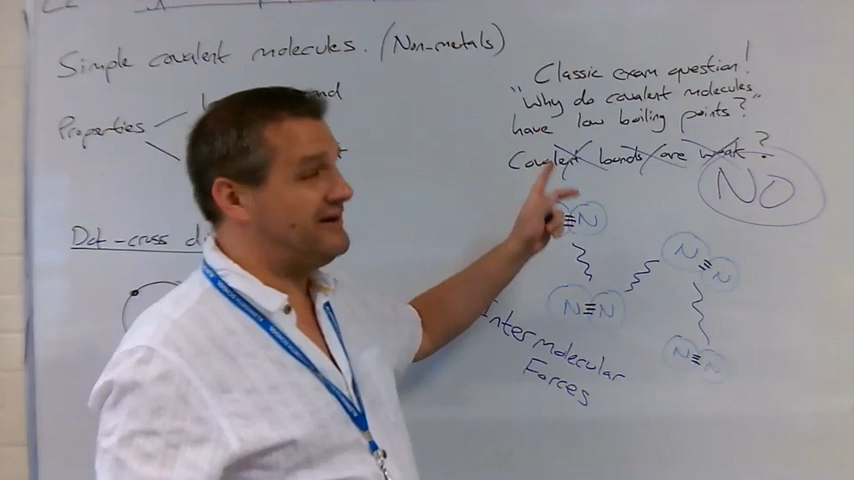 Simple covalent molecules. (Non-metals)
Properties
Dot-cross
Classic exam question!
"Why do covalent molecules
have low boiling points?"
Covalent bonds are weak?
NO
≡N
N≡N
N≡N
N≡N
Intermolecular
Forces